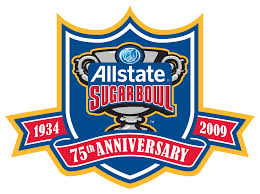 Allstate
SUGAR BOWL
1934
2009
75th ANNIVERSARY